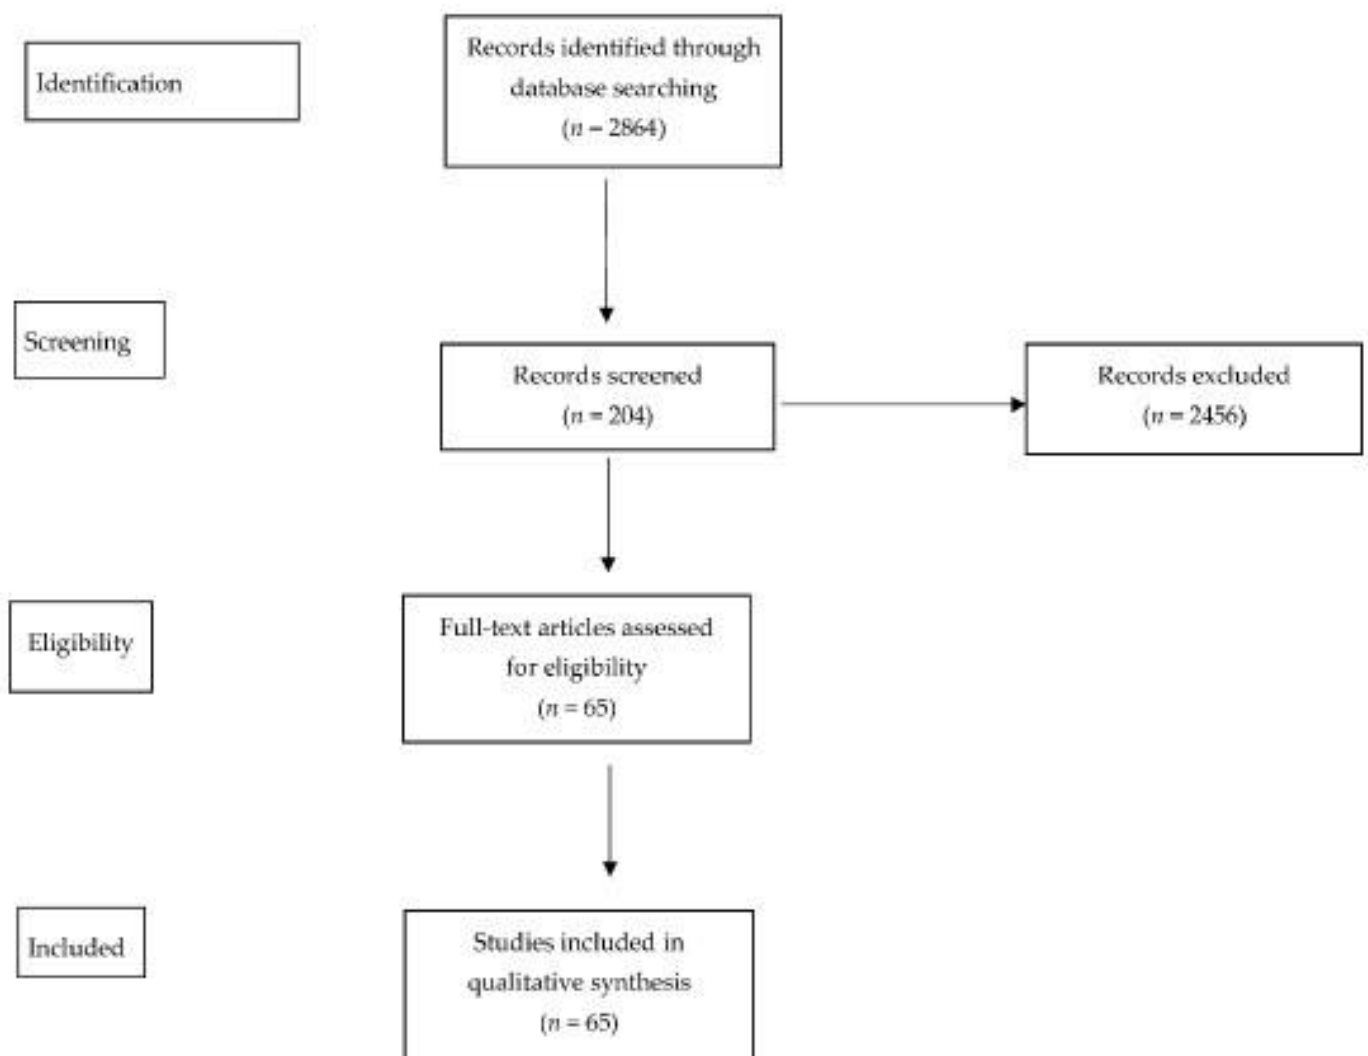 Identification
Records identified through
database searching
(n = 2864)
Screening
Records screened
(n = 204)
Records excluded
(n = 2456)
Eligibility
Full-text articles assessed
for eligibility
(n = 65)
Included
Studies included in
qualitative synthesis
(n = 65)